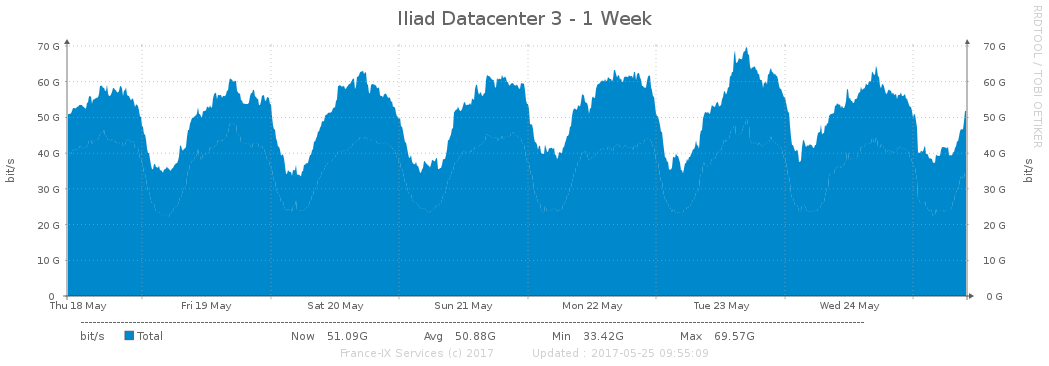 Iliad Datacenter 3 - 1 Week
RRDTOOL / TOBI OETIKER
bit/s
70 G 70 G
60 G 60 G
50 G 50 G
40 G 40 G
30 G 30 G
20 G 20 G
10 G 10 G
0 0 G
bit/s
Thu 18 May Fri 19 May Sat 20 May Sun 21 May Mon 22 May Tue 23 May Wed 24 May
bit/s Total Now 51.09G Avg 50.88G Min 33.42G Max 69.57G
France-IX Services (c) 2017 Updated : 2017-05-25 09:55:09